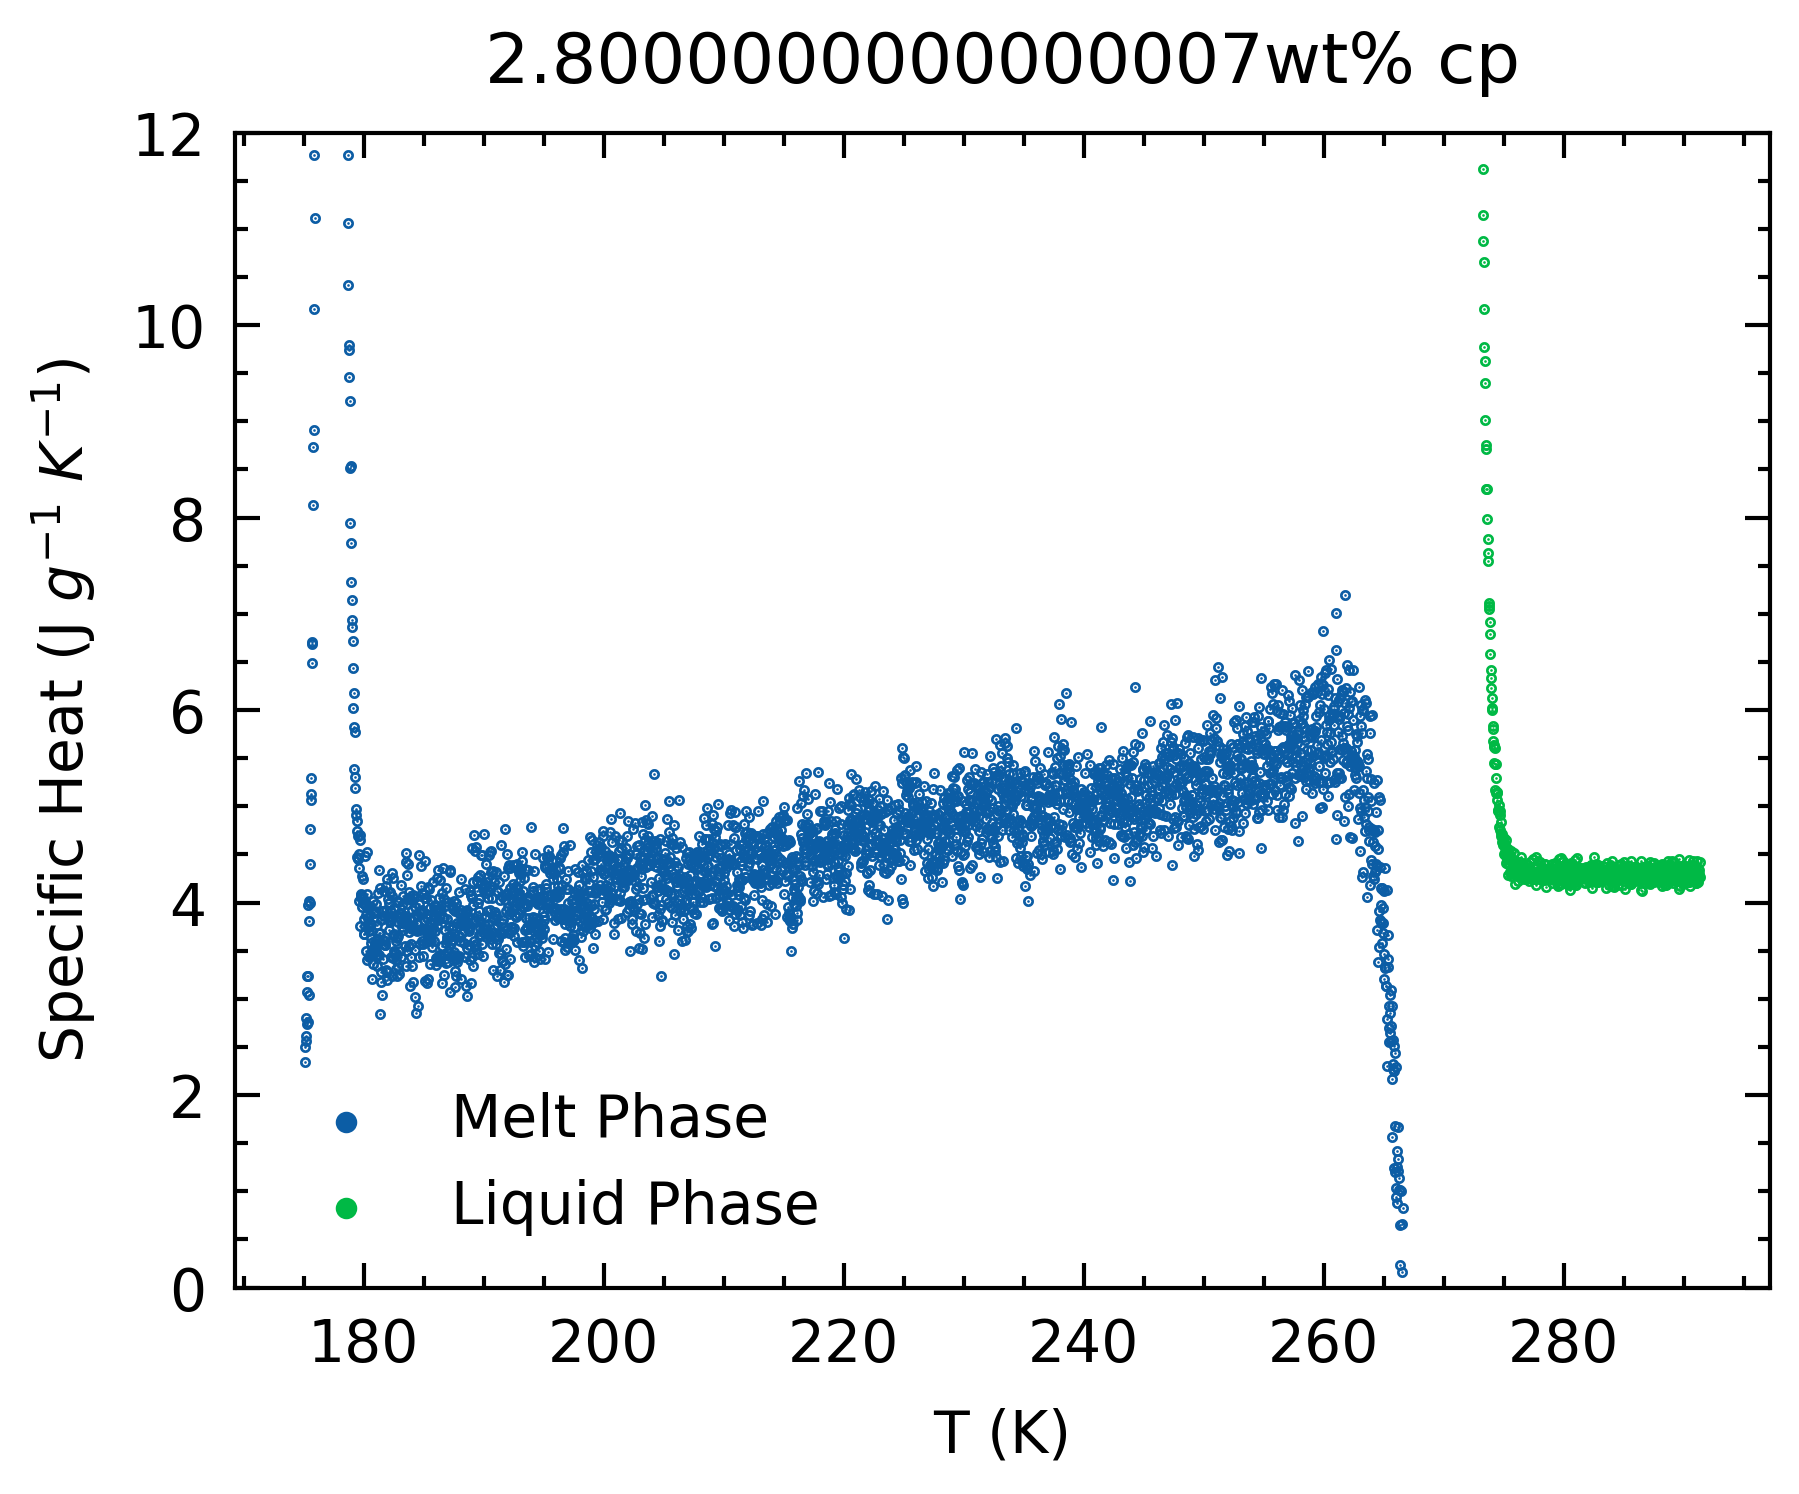 2.8000000000000007wt% cp
12
10
8
6
4
2
0
Specific Heat (J g⁻¹ K⁻¹)
Melt Phase
Liquid Phase
180 200 220 240 260 280
T (K)